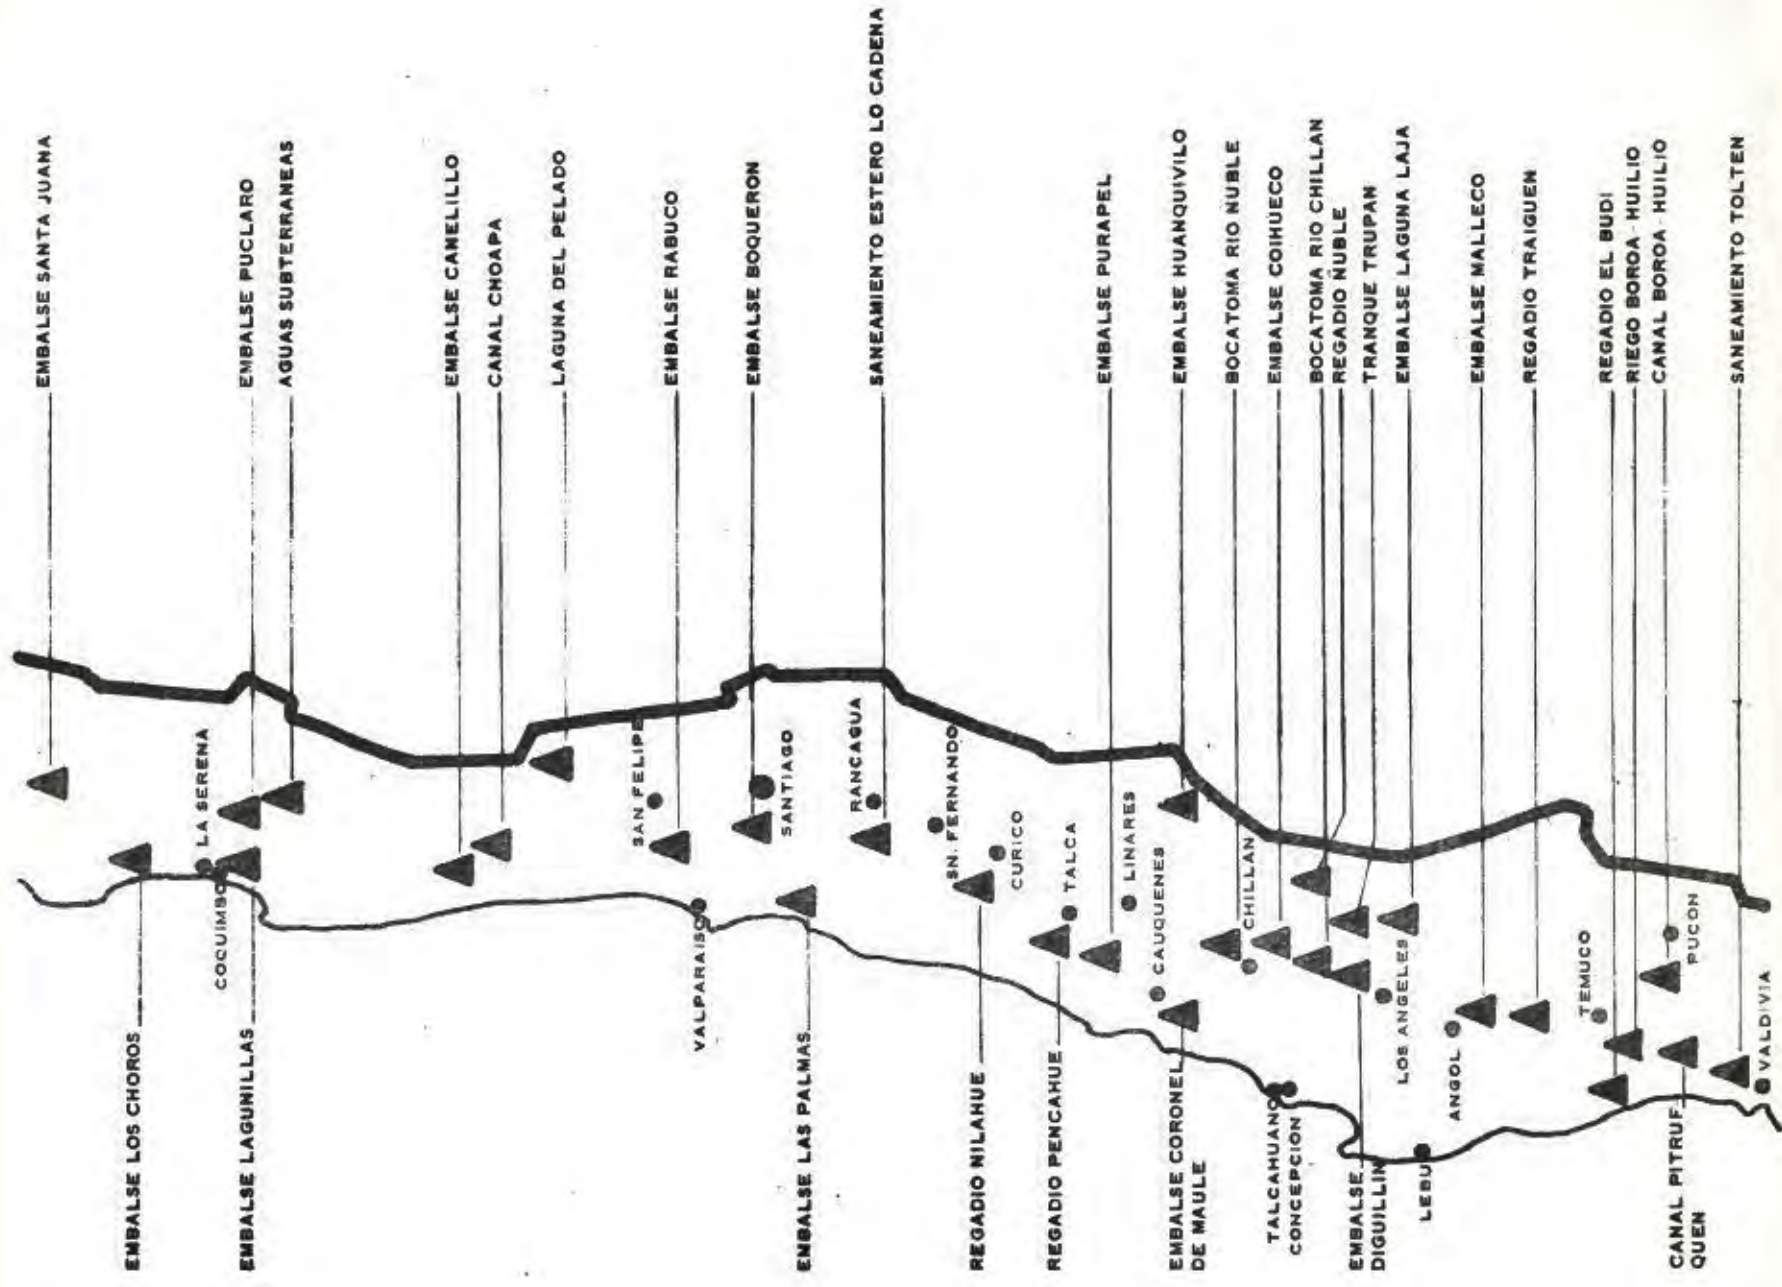 EMBALSE SANTA JUANA
EMBALSE PUCLARO
AGUAS SUBTERRANEAS
EMBALSE CANELILLO
CANAL CHOAPA
LAGUNA DEL PELADO
EMBALSE RABUCO
EMBALSE BOQUERON
SANEAMIENTO ESTERO LO CADENA
EMBALSE PURAPEL
EMBALSE HUANQUIVILO
BOCATOMA RIO ÑUBLE
EMBALSE COIHUECO
BOCATOMA RIO CHILLAN
REGADIO ÑUBLE
TRANQUE TRUPAN
EMBALSE LAGUNA LAJA
EMBALSE MALLECO
REGADIO TRAIGUEN
REGADIO EL BUDI
RIEGO BOROA - HUILIO
CANAL BOROA - HUILIO
SANEAMIENTO TOLTEN
LA SERENA
COQUIMBO
SAN FELIPE
VALPARAISO
SANTIAGO
RANCAGUA
SN. FERNANDO
CURICO
TALCA
LINARES
CAUQUENES
CHILLAN
TALCAHUANO
CONCEPCION
LOS ANGELES
LEBU
ANGOL
TEMUCO
PUCON
VALDIVIA
EMBALSE LOS CHOROS
EMBALSE LAGUNILLAS
EMBALSE LAS PALMAS
REGADIO NILAHUE
REGADIO PENCAHUE
EMBALSE CORONEL
DE MAULE
EMBALSE
DIGUILLIN
CANAL PITRUF
QUEN